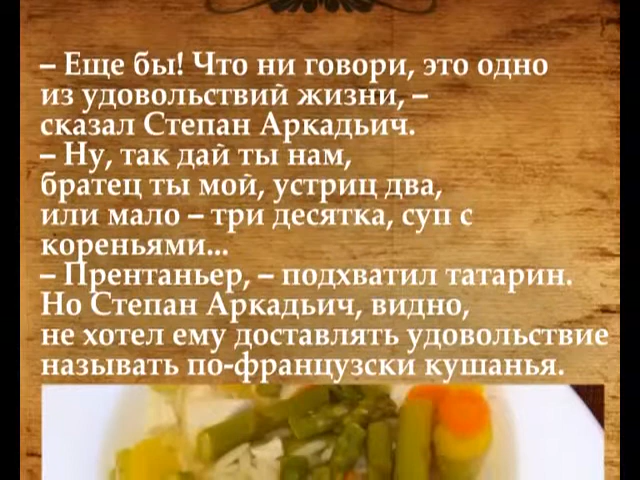 – Еще бы! Что ни говори, это одно
из удовольствий жизни, –
сказал Степан Аркадьич.
– Ну, так дай ты нам,
братец ты мой, устриц два,
или мало – три десятка, суп с
кореньями...
– Прентаньер, – подхватил татарин.
Но Степан Аркадьич, видно,
не хотел ему доставлять удовольствие
называть по-французски кушанья.